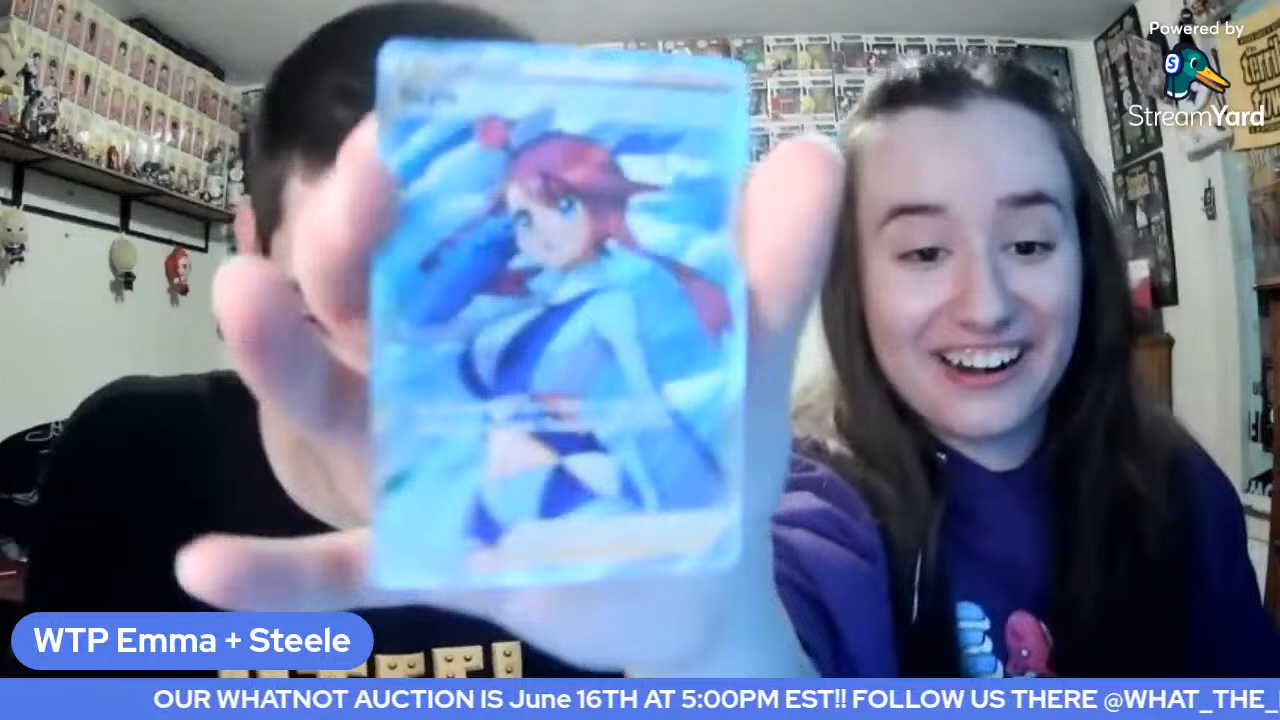 Powered by
S
StreamYard
WTP Emma + Steele
OUR WHATNOT AUCTION IS June 16TH AT 5:00PM EST!! FOLLOW US THERE @WHAT_THE_